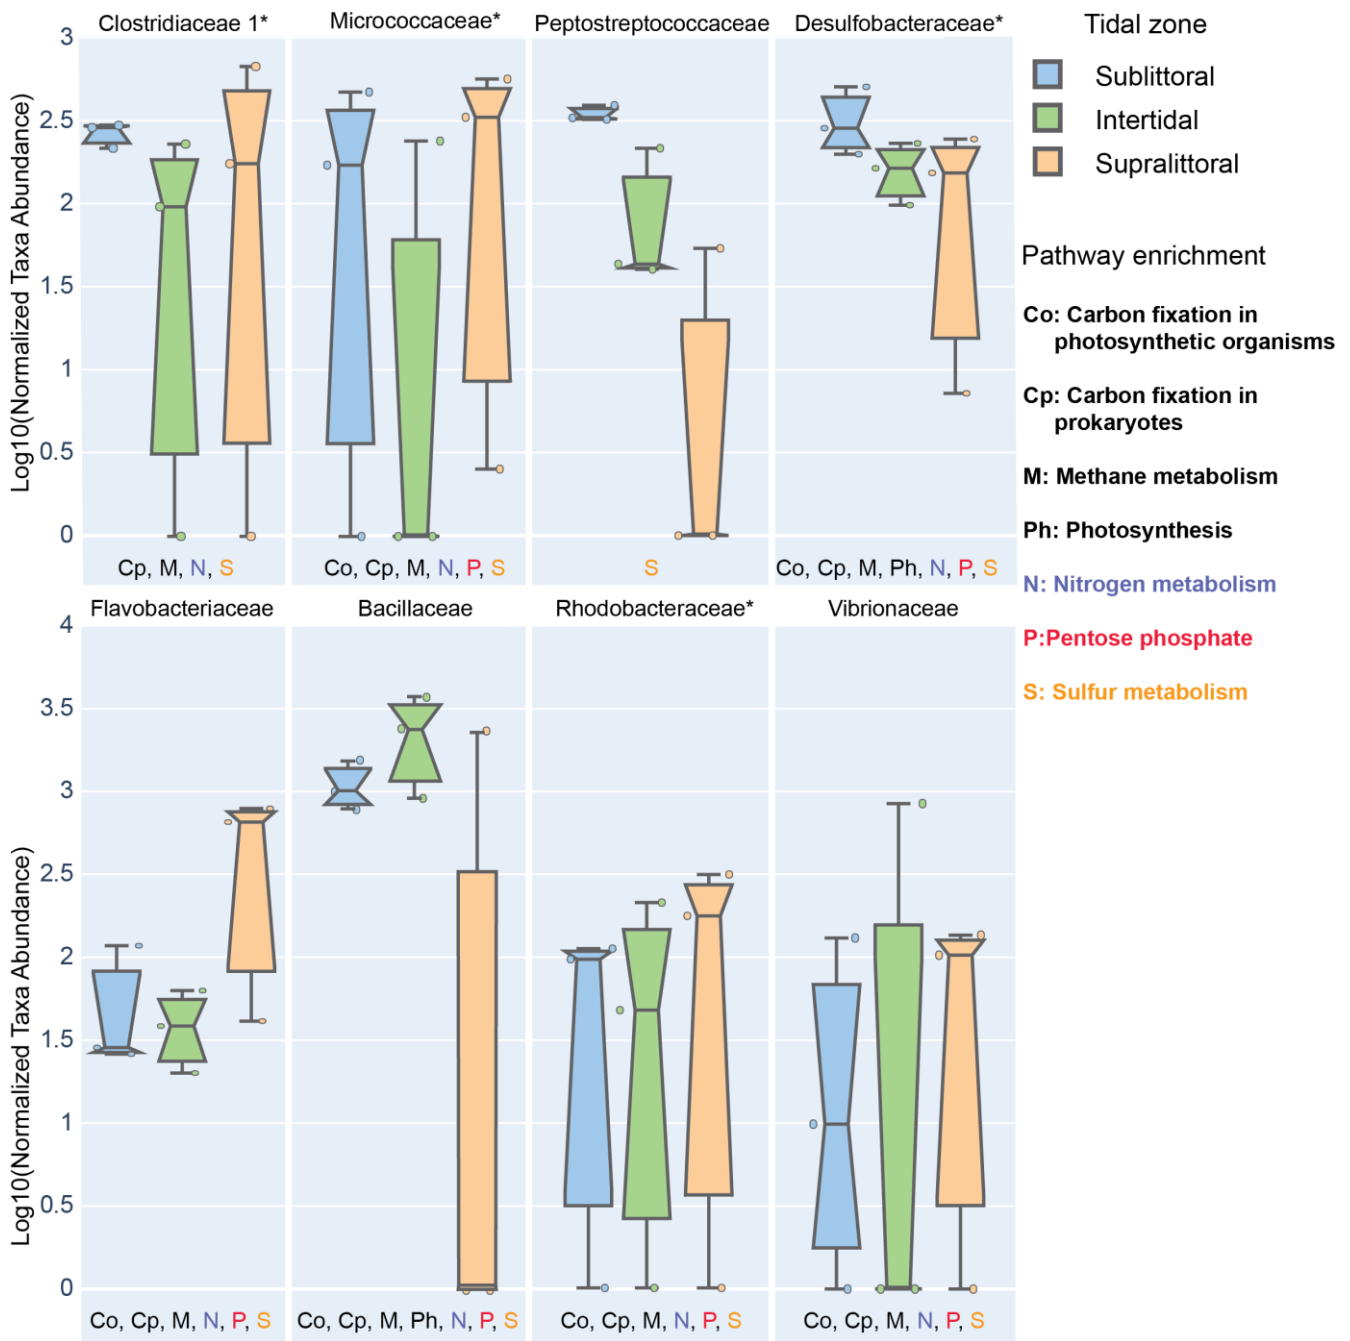 Clostridiaceae 1*
Micrococcaceae*
Peptostreptococcaceae
Desulfobacteraceae*
Log10(Normalized Taxa Abundance)
3
2.5
2
1.5
1
0.5
0
Cp, M, N, S
Co, Cp, M, N, P, S
S
Co, Cp, M, Ph, N, P, S
Flavobacteriaceae
Bacillaceae
Rhodobacteraceae*
Vibrionaceae
Log10(Normalized Taxa Abundance)
4
3.5
3
2.5
2
1.5
1
0.5
0
Co, Cp, M, N, P, S
Co, Cp, M, Ph, N, P, S
Co, Cp, M, N, P, S
Co, Cp, M, N, P, S
Tidal zone
Sublittoral
Intertidal
Supralittoral
Pathway enrichment
Co: Carbon fixation in
photosynthetic organisms
Cp: Carbon fixation in
prokaryotes
M: Methane metabolism
Ph: Photosynthesis
N: Nitrogen metabolism
P:Pentose phosphate
S: Sulfur metabolism